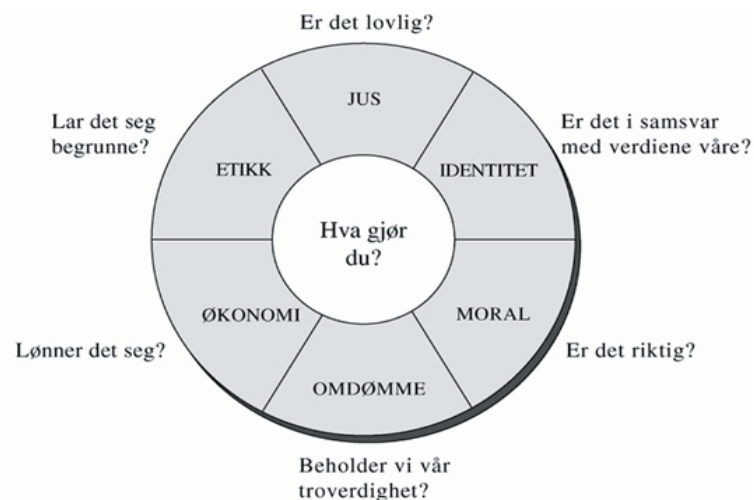 Er det lovlig?
JUS
Er det i samsvar
med verdiene våre?
IDENTITET
MORAL
Er det riktig?
OMDØMME
Beholder vi vår
troverdighet?
ØKONOMI
Lønner det seg?
ETIKK
Lar det seg
begrunne?
Hva gjør
du?